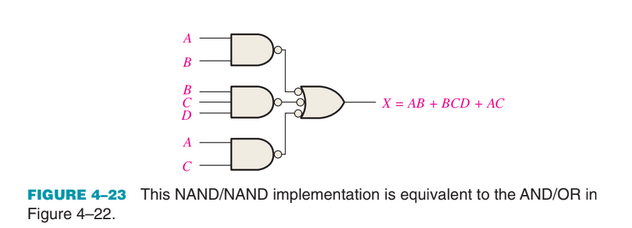 A
B
B
C
D
X = AB + BCD + AC
A
C
FIGURE 4–23 This NAND/NAND implementation is equivalent to the AND/OR in
Figure 4–22.